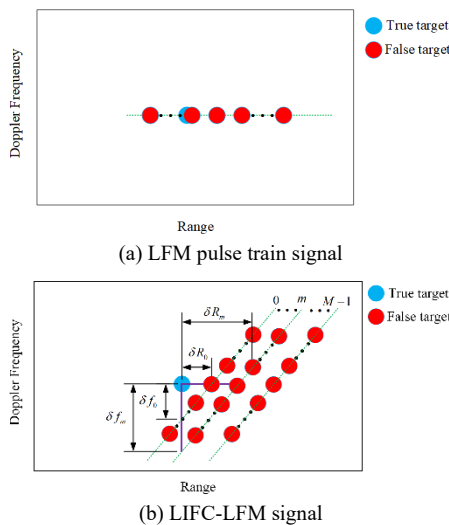 True target
False target
Doppler Frequency
Range
(a) LFM pulse train signal
True target
False target
0 m M−1
δR_m
δR_0
δf_0
δf_m
Doppler Frequency
Range
(b) LIFC-LFM signal